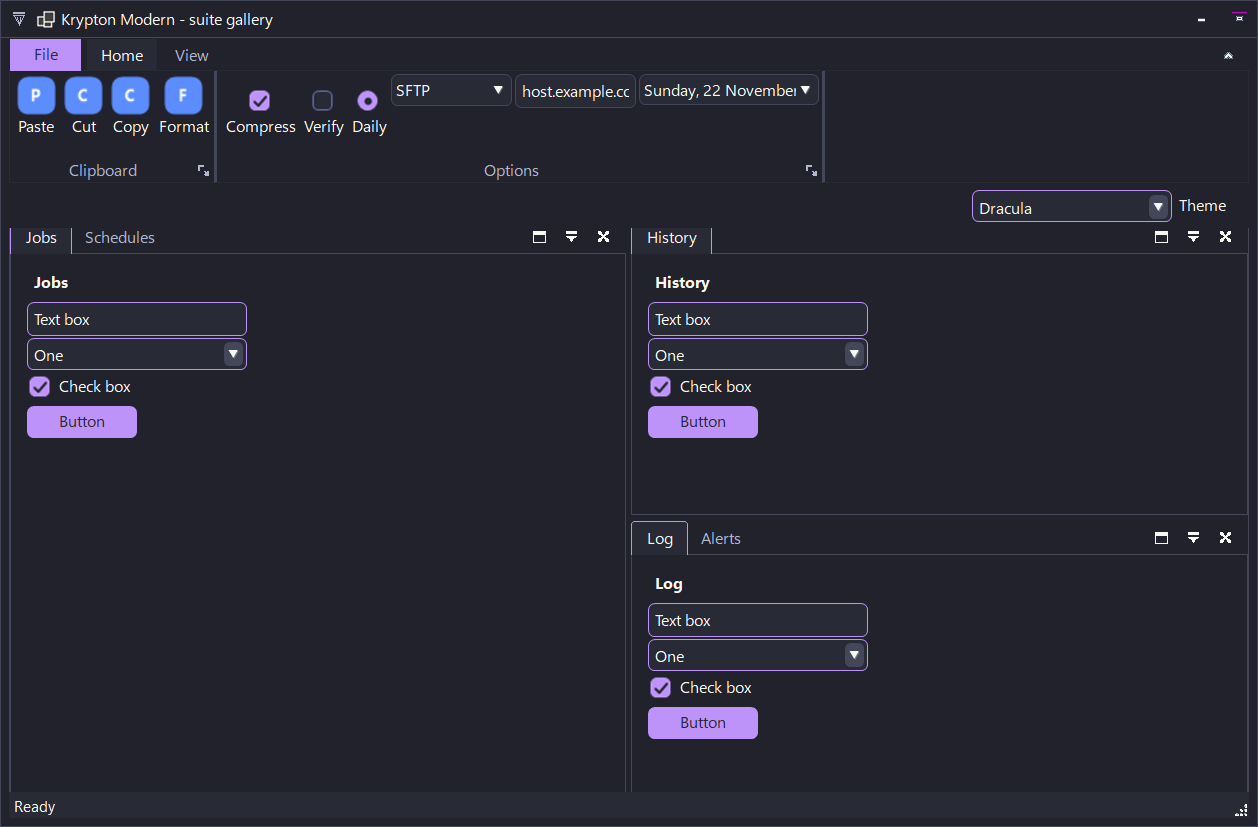 Krypton Modern - suite gallery
File Home View
P C C F
Paste Cut Copy Format
Compress Verify Daily
SFTP host.example.cc Sunday, 22 November
Clipboard
Options
Dracula Theme
Jobs Schedules
Jobs
Text box
One
Check box
Button
History
History
Text box
One
Check box
Button
Log Alerts
Log
Text box
One
Check box
Button
Ready